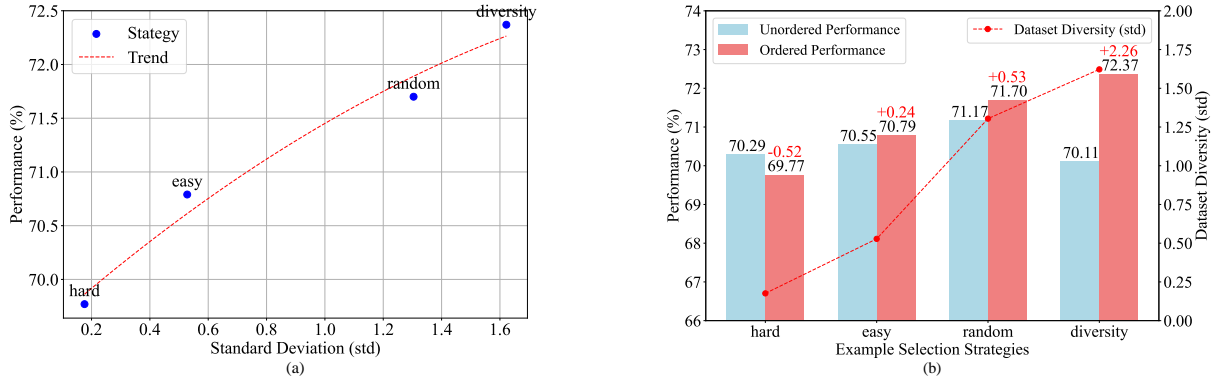 diversity
Stategy
Trend
random
easy
hard
72.5
72.0
71.5
71.0
70.5
70.0
Performance (%)
0.2 0.4 0.6 0.8 1.0 1.2 1.4 1.6
Standard Deviation (std)
(a)
Unordered Performance
Ordered Performance
Dataset Diversity (std)
74
73
72
71
70
69
68
67
66
Performance (%)
70.29
-0.52
69.77
70.55
+0.24
70.79
71.17
+0.53
71.70
70.11
+2.26
72.37
2.00
1.75
1.50
1.25
1.00
0.75
0.50
0.25
0.00
Dataset Diversity (std)
hard easy random diversity
Example Selection Strategies
(b)